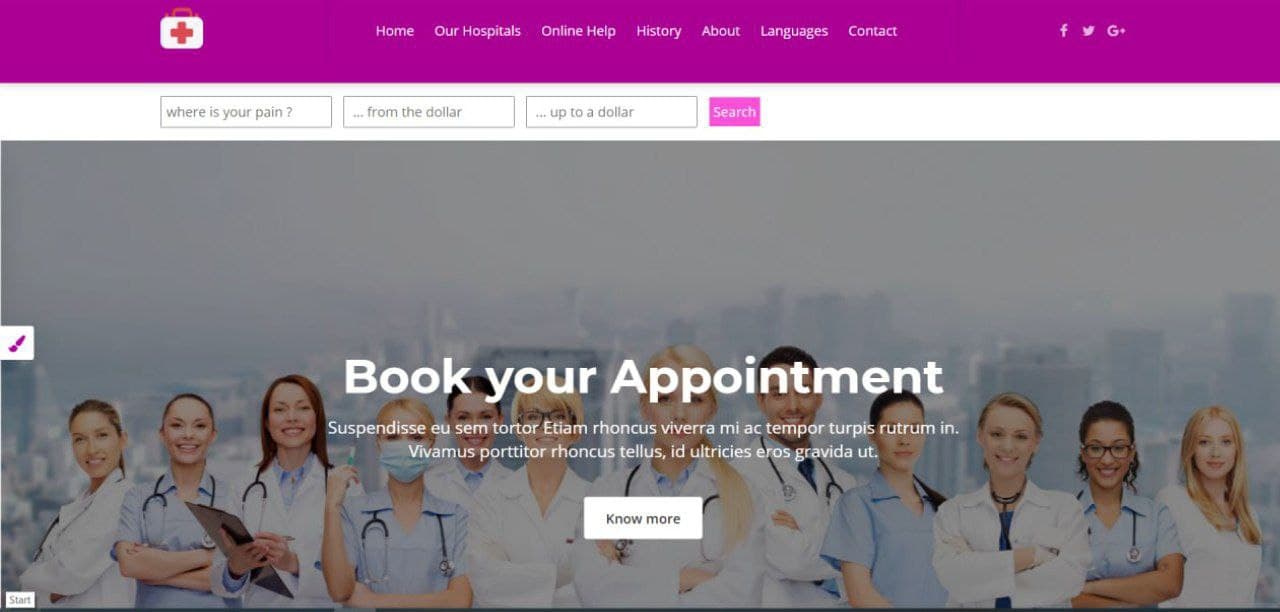 Home Our Hospitals Online Help History About Languages Contact
where is your pain ? ... from the dollar ... up to a dollar Search
Book your Appointment
Suspendisse eu sem tortor Etiam rhoncus viverra mi ac tempor turpis rutrum in.
Vivamus porttitor rhoncus tellus, id ultricies eros gravida ut.
Know more
Start